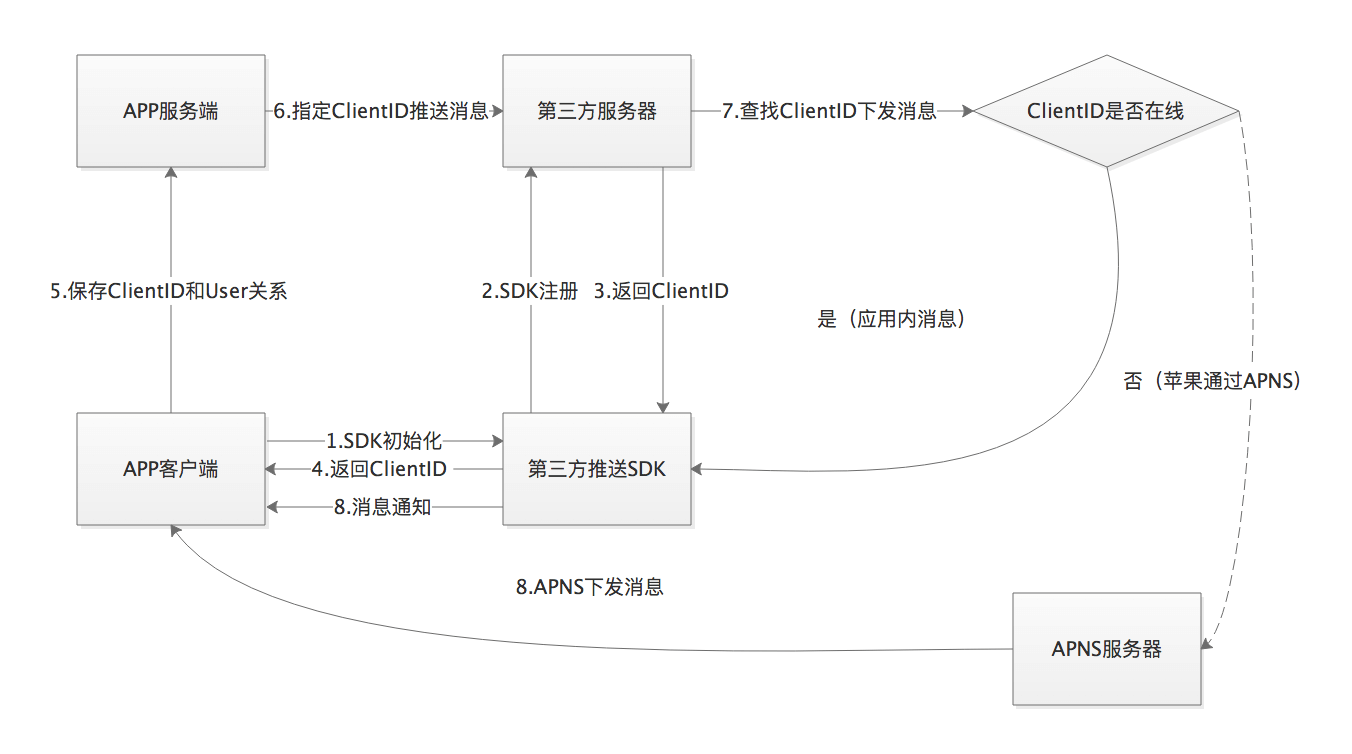 APP服务端
6.指定ClientID推送消息
第三方服务器
7.查找ClientID下发消息
ClientID是否在线
5.保存ClientID和User关系
2.SDK注册
3.返回ClientID
是（应用内消息）
否（苹果通过APNS）
APP客户端
1.SDK初始化
4.返回ClientID
8.消息通知
第三方推送SDK
8.APNS下发消息
APNS服务器